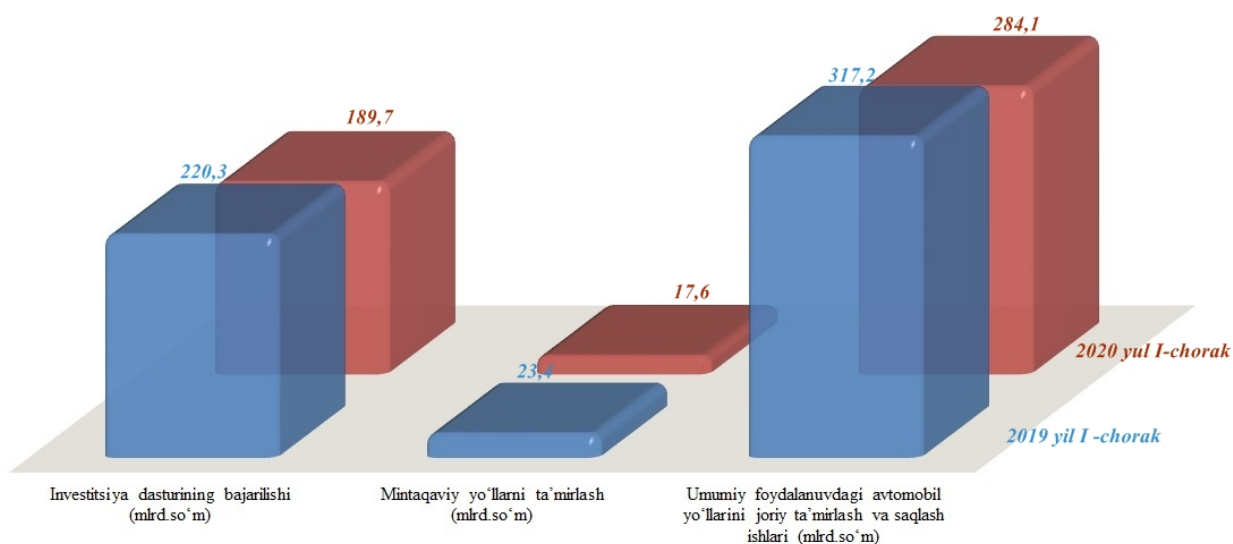 284,1
317,2
189,7
220,3
17,6
23,4
2020 yul I-chorak
2019 yil I -chorak
Investitsiya dasturining bajarilishi
(mlrd.so‘m)
Mintaqaviy yo‘llarni ta’mirlash
(mlrd.so‘m)
Umumiy foydalanuvdagi avtomobil
yo‘llarini joriy ta’mirlash va saqlash
ishlari (mlrd.so‘m)